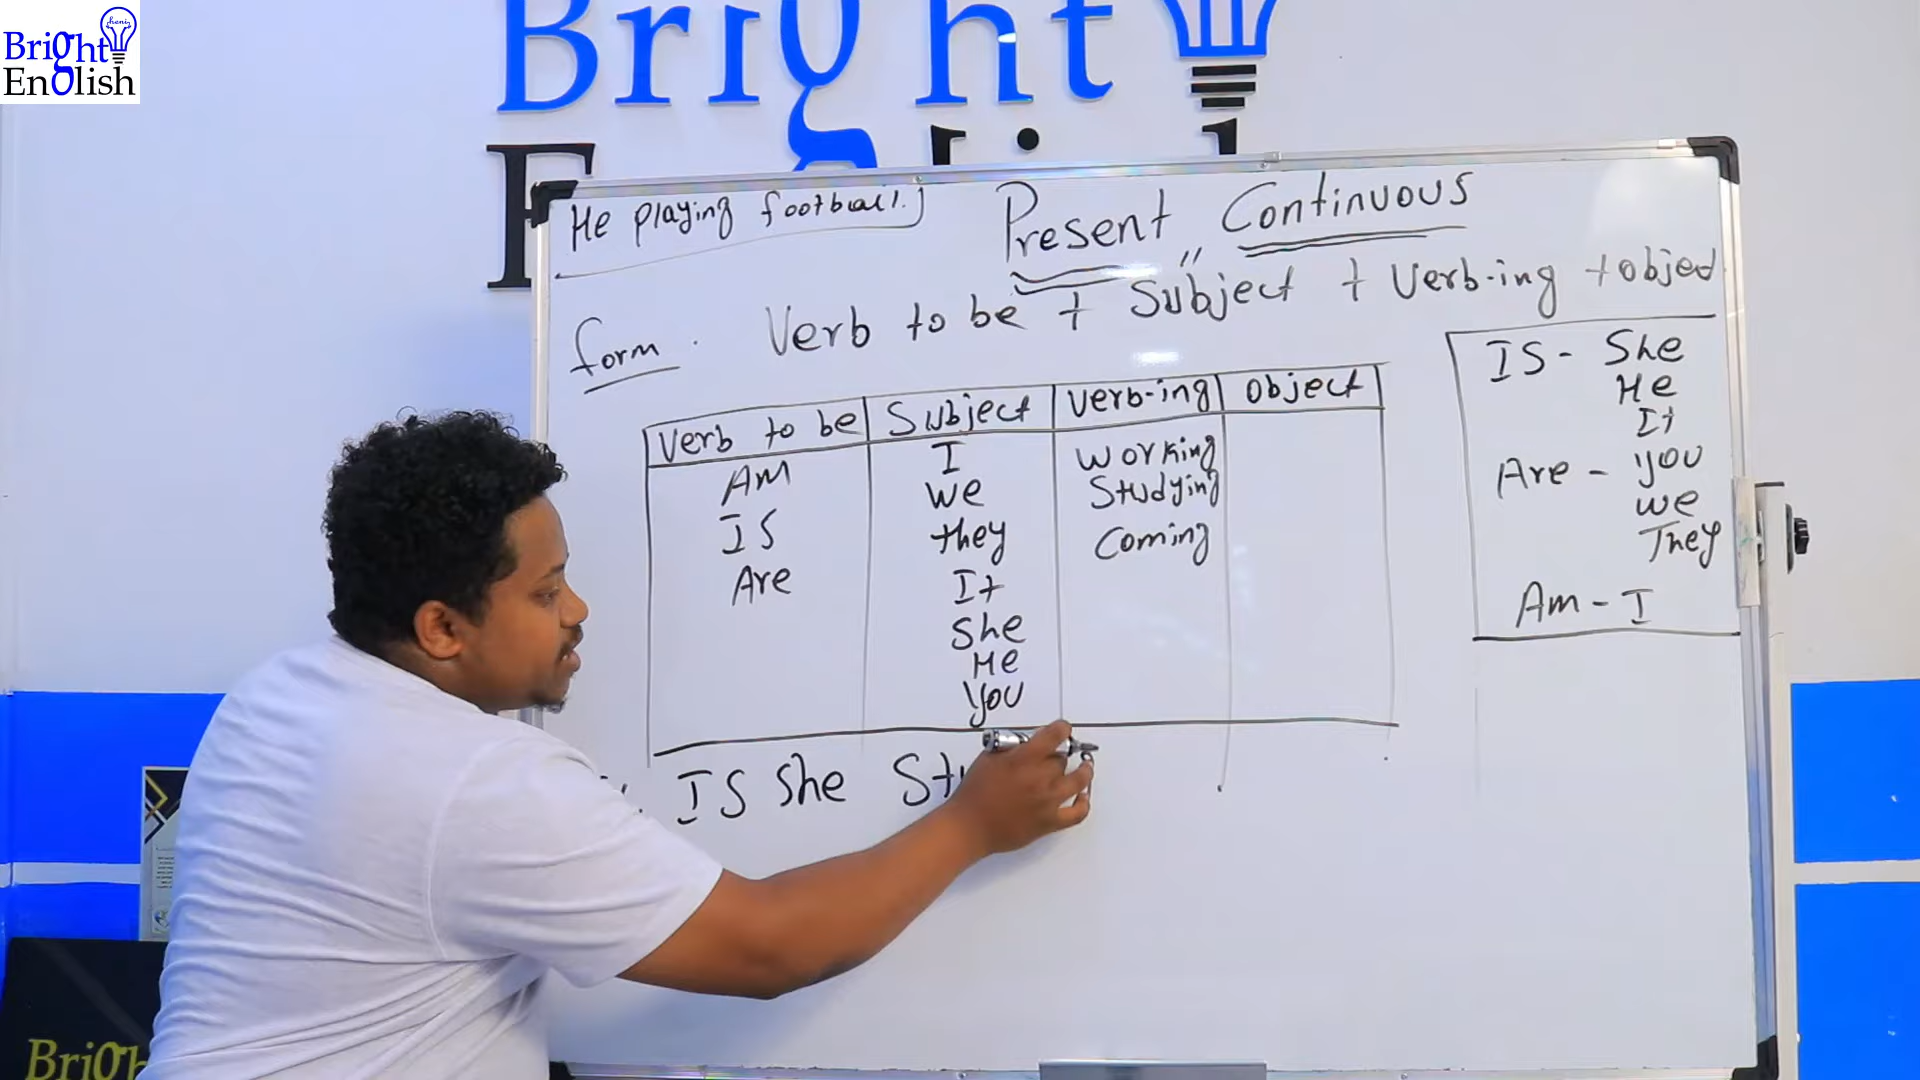 heni
Bright
English
Bright
He playing football.
Present Continuous
form. Verb to be + Subject + Verb-ing + object
Verb to be Subject Verb-ing Object
Am I Working
We Studying
Is they Coming
Are It
She
He
You
Is She
IS - She
He
It
Are - You
We
They
Am - I